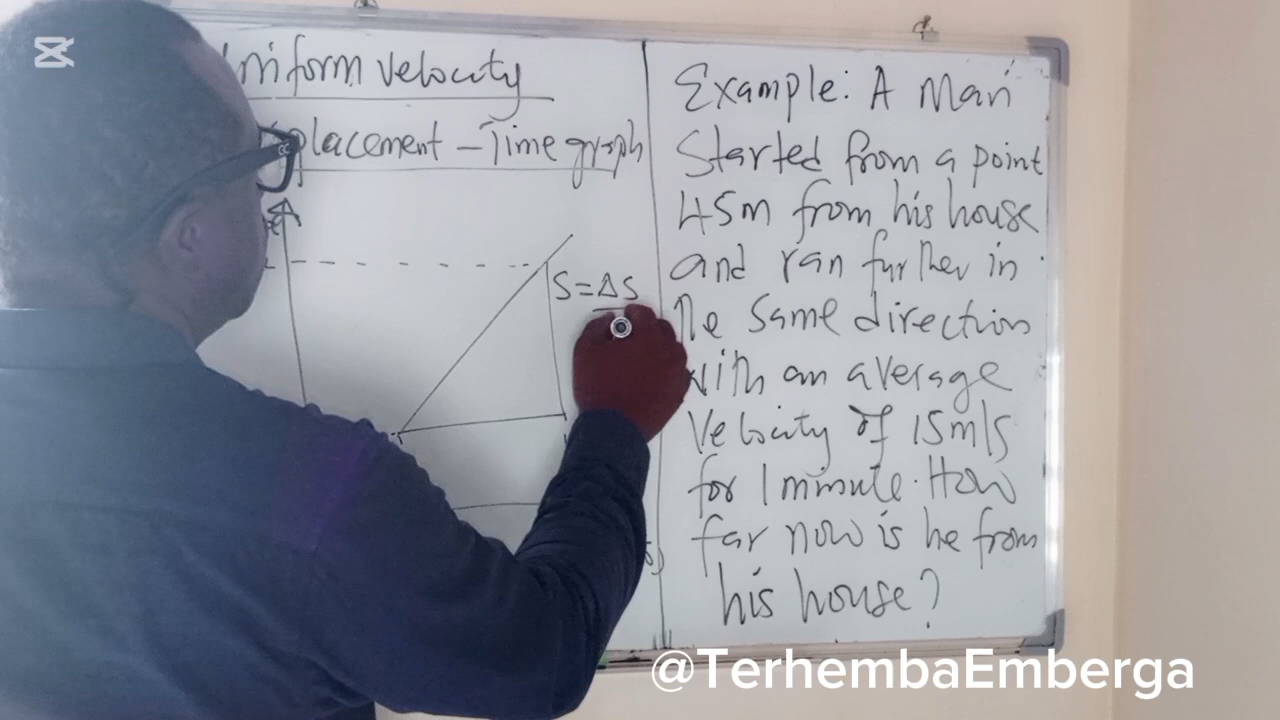 niform velocity
placement - Time graph
S = ΔS
Example: A Man
Started from a point
45m from his house
and ran further in
The same direction
with an average
velocity of 15m/s
for 1 minute. How
far now is he from
his house?
@TerhembaEmberga